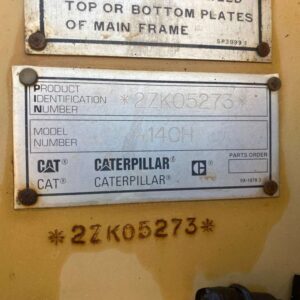 TOP OR BOTTOM PLATES
OF MAIN FRAME
PRODUCT
IDENTIFICATION
NUMBER
*2ZK05273*
MODEL
NUMBER
14CH
PARTS ORDER
CAT® CATERPILLAR® C®
CAT® CATERPILLAR®
*2ZK05273*